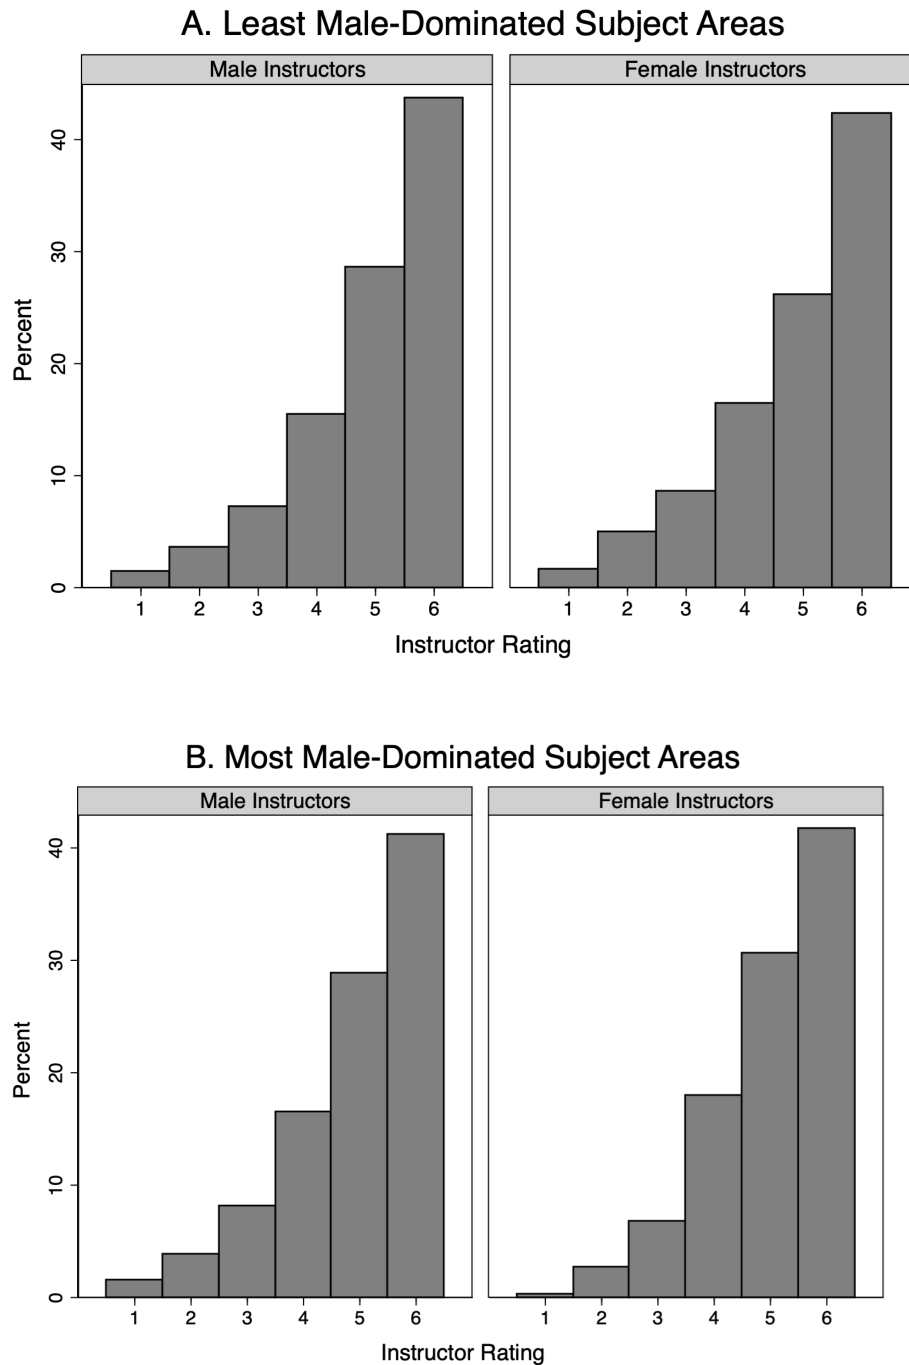 A. Least Male-Dominated Subject Areas
Male Instructors
Female Instructors
Percent
40
30
20
10
0
1 2 3 4 5 6
1 2 3 4 5 6
Instructor Rating
B. Most Male-Dominated Subject Areas
Male Instructors
Female Instructors
Percent
40
30
20
10
0
1 2 3 4 5 6
1 2 3 4 5 6
Instructor Rating